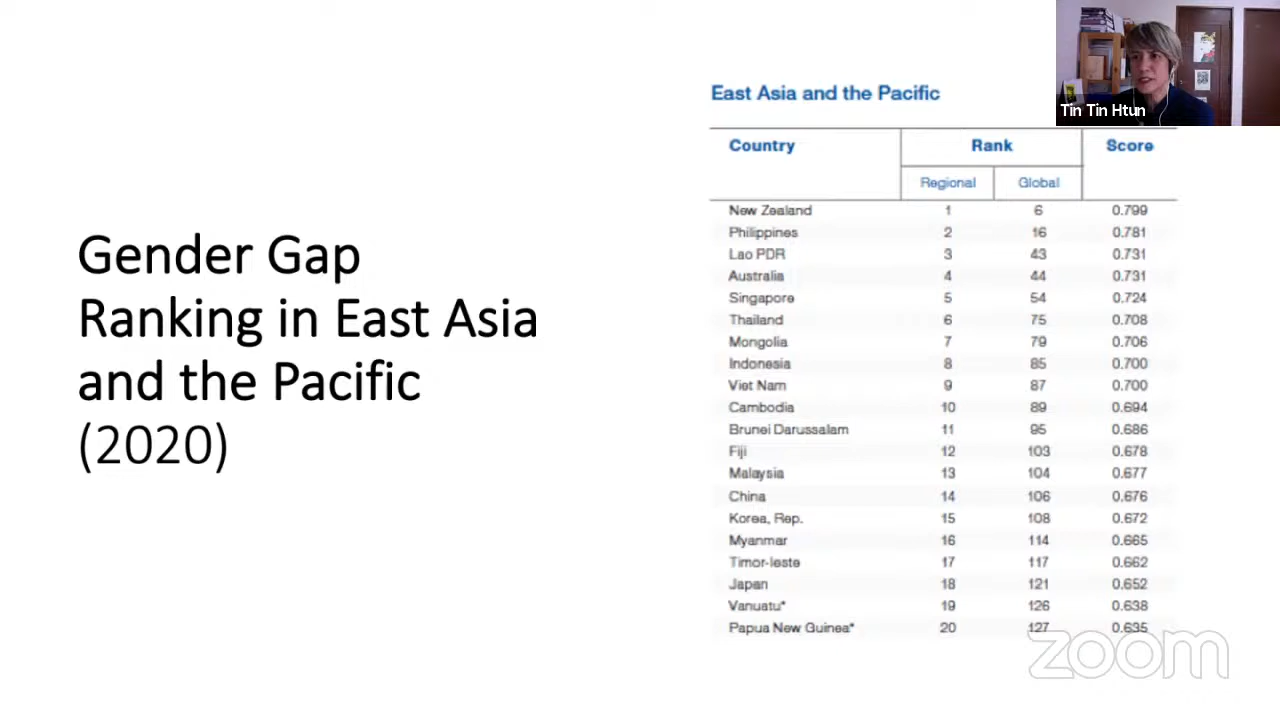 Gender Gap
Ranking in East Asia
and the Pacific
(2020)
East Asia and the Pacific
Country Rank Score
Regional Global
New Zealand 1 6 0.799
Philippines 2 16 0.781
Lao PDR 3 43 0.731
Australia 4 44 0.731
Singapore 5 54 0.724
Thailand 6 75 0.708
Mongolia 7 79 0.706
Indonesia 8 85 0.700
Viet Nam 9 87 0.700
Cambodia 10 89 0.694
Brunei Darussalam 11 95 0.686
Fiji 12 103 0.678
Malaysia 13 104 0.677
China 14 106 0.676
Korea, Rep. 15 108 0.672
Myanmar 16 114 0.665
Timor-leste 17 117 0.662
Japan 18 121 0.652
Vanuatu* 19 126 0.638
Papua New Guinea* 20 127 0.635
Tin Tin Htun
zoom